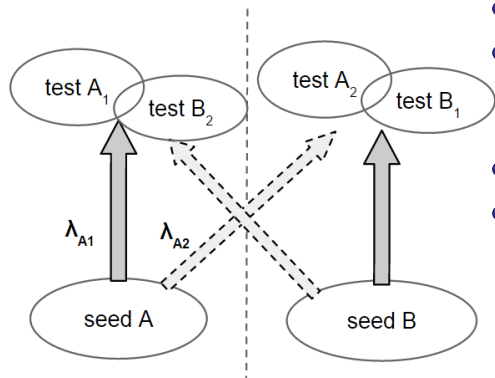 test A1
test B2
test A2
test B1
λA1
λA2
seed A
seed B